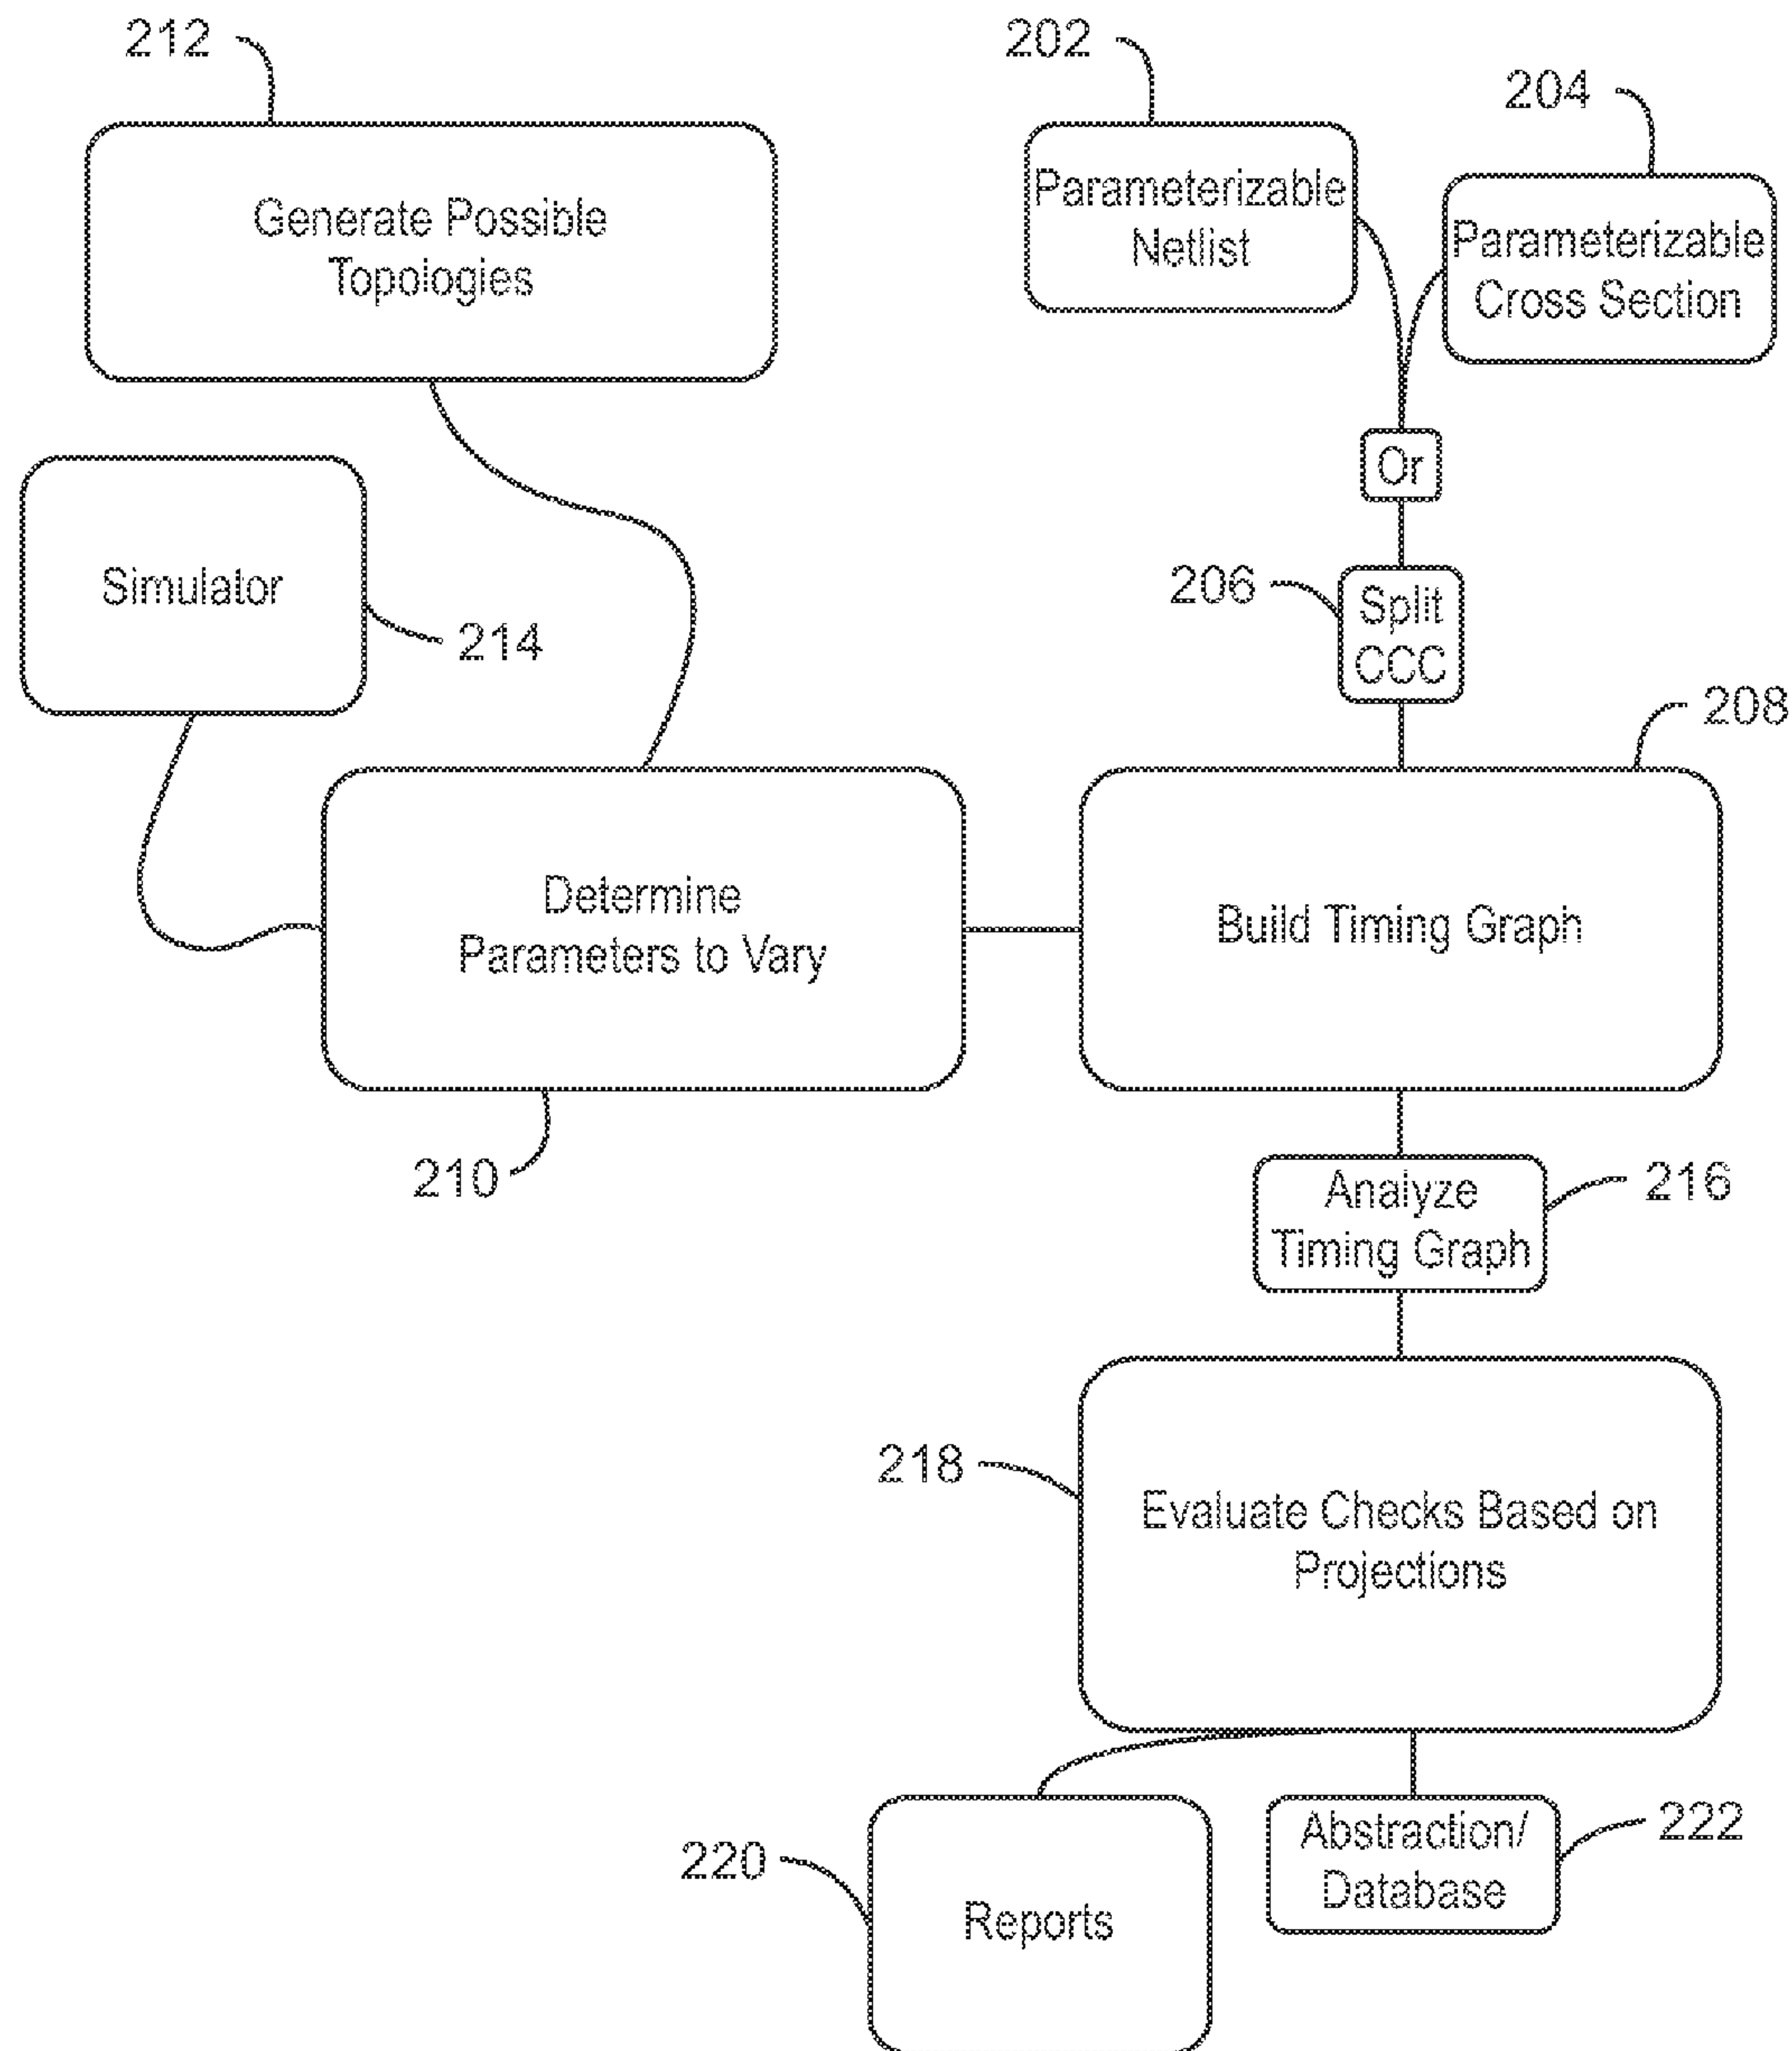 212
202
204
Generate Possible
Topologies
Parameterizable
Netlist
Parameterizable
Cross Section
Or
Simulator
214
206
Split
CCC
208
Determine
Parameters to Vary
Build Timing Graph
210
Analyze
Timing Graph
216
218
Evaluate Checks Based on
Projections
220
Reports
Abstraction/
Database
222